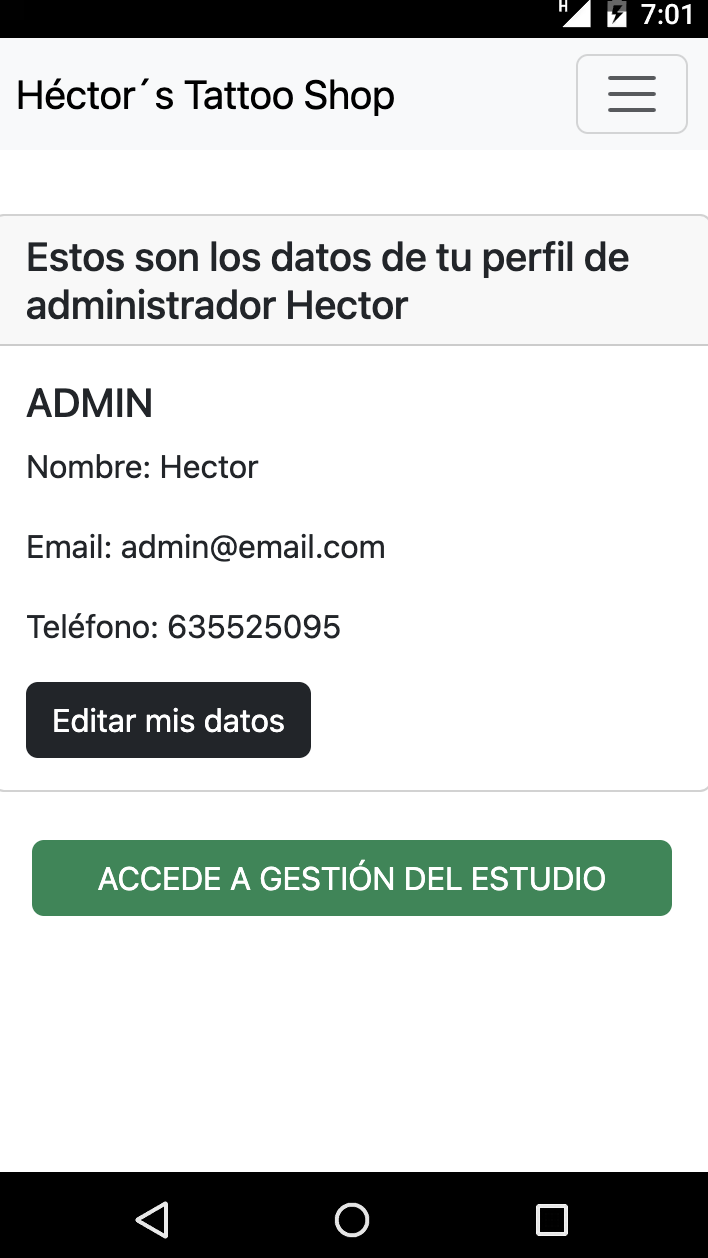 H 7:01
Héctor´s Tattoo Shop
Estos son los datos de tu perfil de
administrador Hector
ADMIN
Nombre: Hector
Email: admin@email.com
Teléfono: 635525095
Editar mis datos
ACCEDE A GESTIÓN DEL ESTUDIO